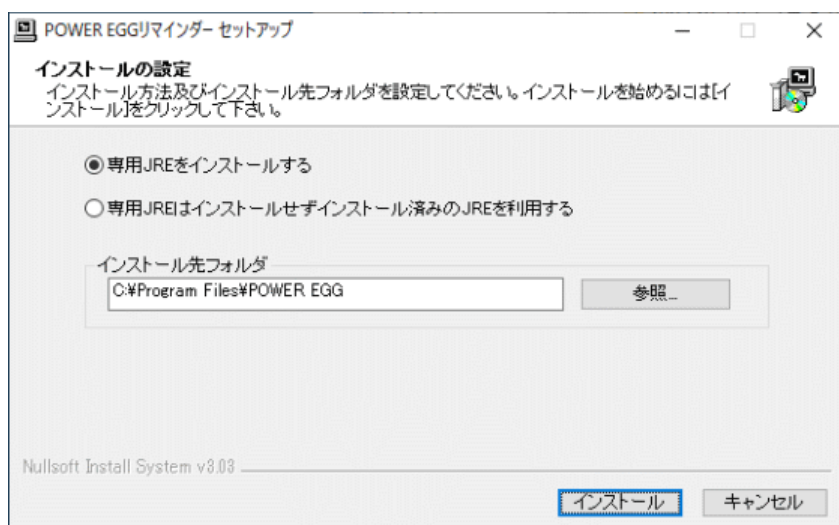 POWER EGGリマインダー セットアップ
インストールの設定
インストール方法及びインストール先フォルダを設定してください。インストールを始めるには[イ
ンストール]をクリックして下さい。
専用JREをインストールする
専用JREはインストールせずインストール済みのJREを利用する
インストール先フォルダ
C:¥Program Files¥POWER EGG
参照...
Nullsoft Install System v3.03
インストール
キャンセル